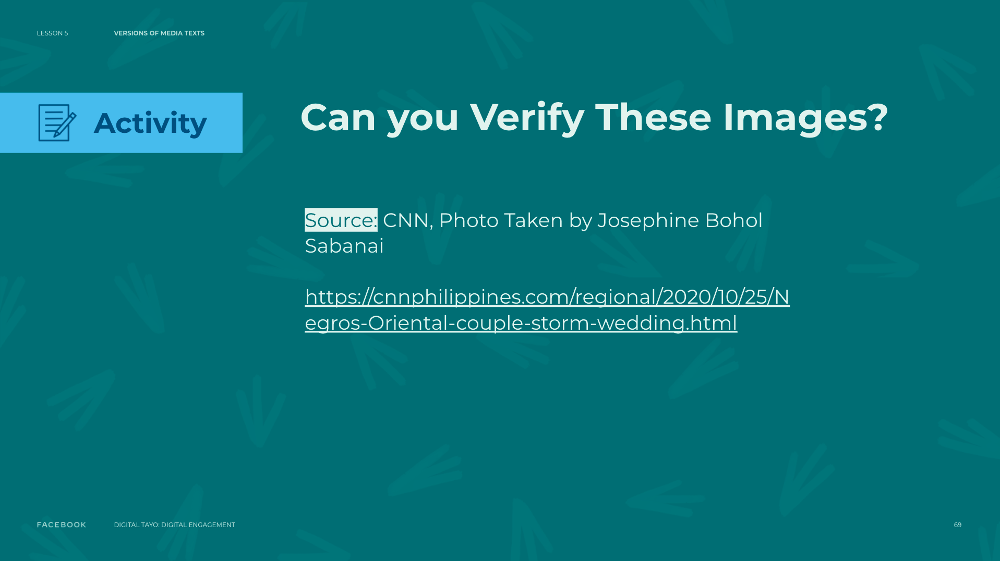 LESSON 5
VERSIONS OF MEDIA TEXTS
Activity
Can you Verify These Images?
Source: CNN, Photo Taken by Josephine Bohol
Sabanai
https://cnnphilippines.com/regional/2020/10/25/N
egros-Oriental-couple-storm-wedding.html
FACEBOOK
DIGITAL TAYO: DIGITAL ENGAGEMENT
69